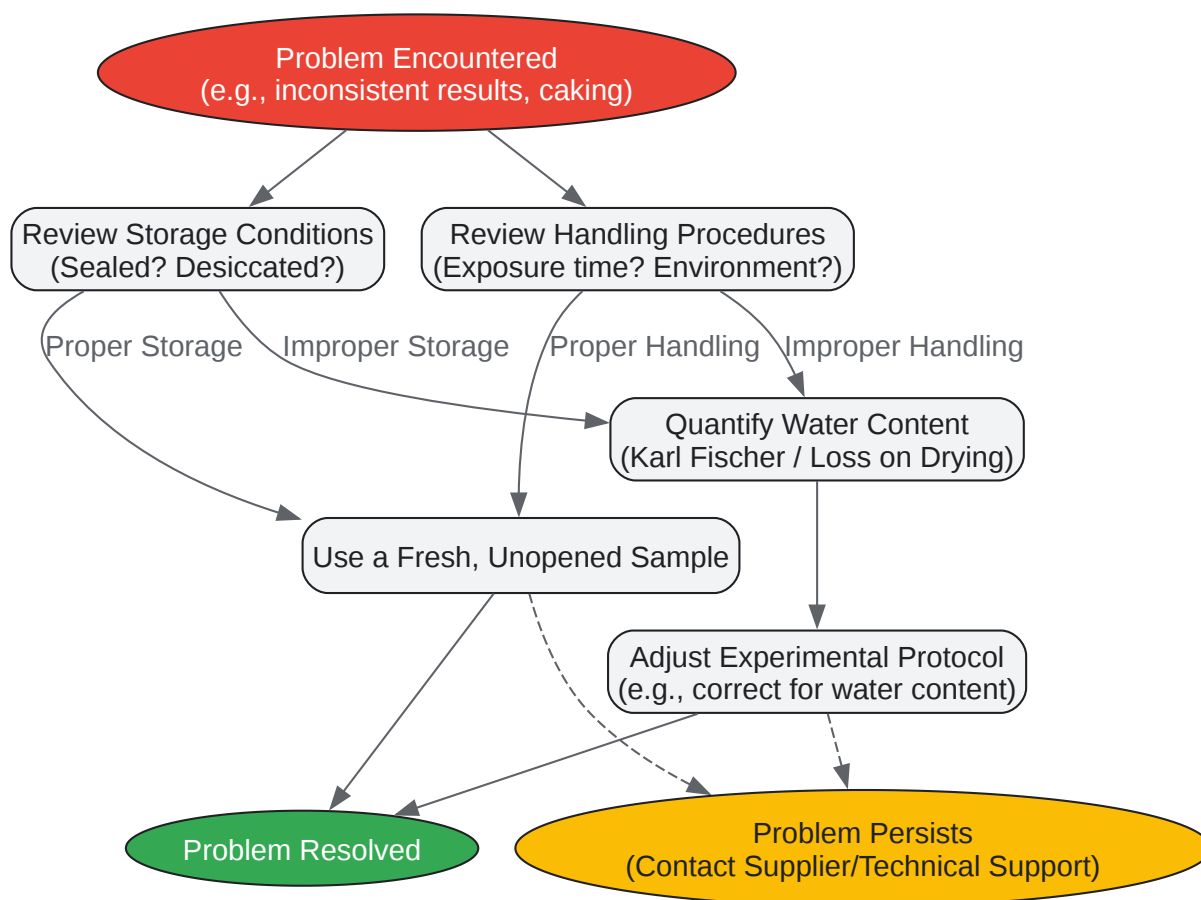 Problem Encountered
(e.g., inconsistent results, caking)
Review Storage Conditions
(Sealed? Desiccated?)
Review Handling Procedures
(Exposure time? Environment?)
Proper Storage
Improper Storage
Proper Handling
Improper Handling
Quantify Water Content
(Karl Fischer / Loss on Drying)
Use a Fresh, Unopened Sample
Adjust Experimental Protocol
(e.g., correct for water content)
Problem Resolved
Problem Persists
(Contact Supplier/Technical Support)